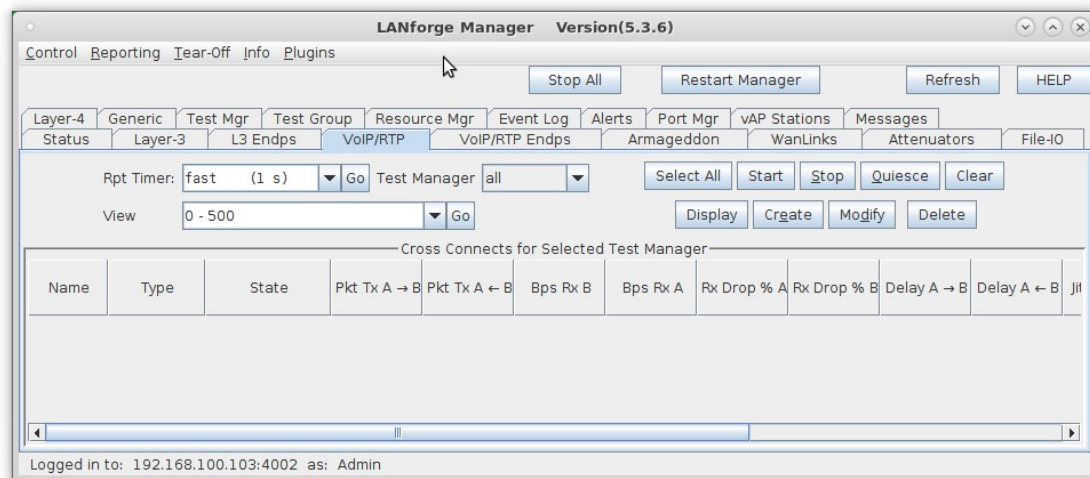 LANforge Manager Version(5.3.6)
Control Reporting Tear-Off Info Plugins
Stop All Restart Manager Refresh HELP
Layer-4 Generic Test Mgr Test Group Resource Mgr Event Log Alerts Port Mgr vAP Stations Messages
Status Layer-3 L3 Endps VoIP/RTP VoIP/RTP Endps Armageddon WanLinks Attenuators File-IO
Rpt Timer: fast (1 s) Go Test Manager all Select All Start Stop Quiesce Clear
View 0 - 500 Go Display Create Modify Delete
Cross Connects for Selected Test Manager
Name Type State Pkt Tx A → B Pkt Tx A ← B Bps Rx B Bps Rx A Rx Drop % A Rx Drop % B Delay A → B Delay A ← B
Logged in to: 192.168.100.103:4002 as: Admin